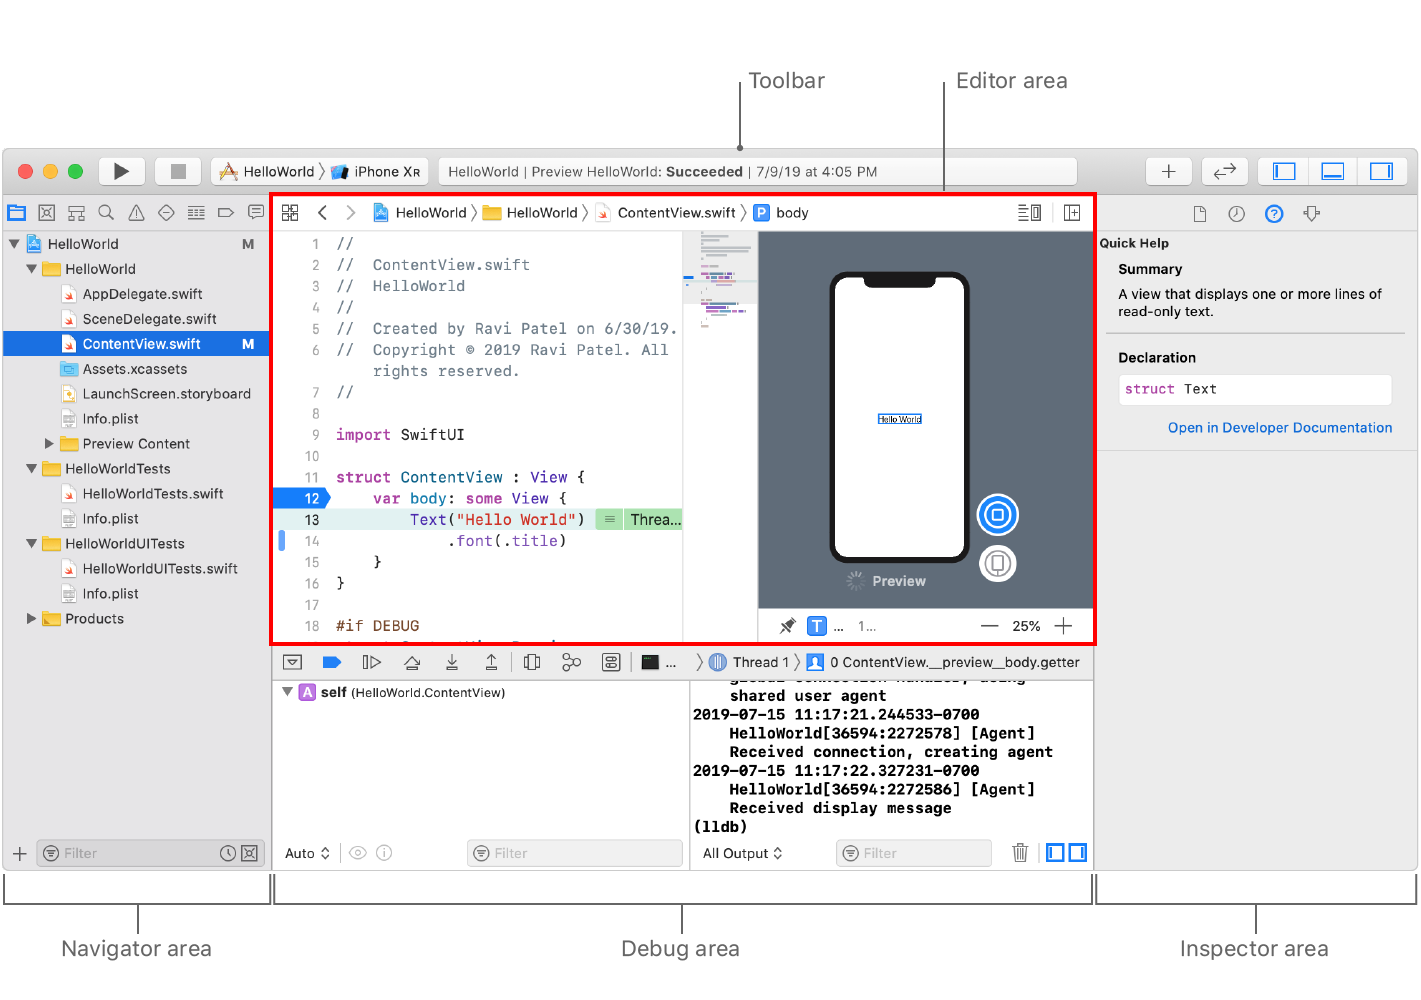 Toolbar
Editor area
HelloWorld 〉 iPhone XR
HelloWorld | Preview HelloWorld: Succeeded | 7/9/19 at 4:05 PM
HelloWorld 〉 HelloWorld 〉 ContentView.swift 〉 P body
HelloWorld M
HelloWorld
AppDelegate.swift
SceneDelegate.swift
ContentView.swift M
Assets.xcassets
LaunchScreen.storyboard
Info.plist
Preview Content
HelloWorldTests
HelloWorldTests.swift
Info.plist
HelloWorldUITests
HelloWorldUITests.swift
Info.plist
Products
Filter
1 //
2 //  ContentView.swift
3 //  HelloWorld
4 //
5 //  Created by Ravi Patel on 6/30/19.
6 //  Copyright © 2019 Ravi Patel. All
rights reserved.
7 //
8
9 import SwiftUI
10
11 struct ContentView : View {
12 var body: some View {
13 Text("Hello World") Threa...
14 .font(.title)
15 }
16 }
17
18 #if DEBUG
Hello World
Preview
T ... 1... 25%
Quick Help
Summary
A view that displays one or more lines of
read-only text.
Declaration
struct Text
Open in Developer Documentation
... 〉 Thread 1 〉 0 ContentView.__preview__body.getter
A self (HelloWorld.ContentView)
Auto
Filter
global connection handler, using
shared user agent
2019-07-15 11:17:21.244533-0700
HelloWorld[36594:2272578] [Agent]
Received connection, creating agent
2019-07-15 11:17:22.327231-0700
HelloWorld[36594:2272586] [Agent]
Received display message
(lldb)
All Output
Filter
Navigator area
Debug area
Inspector area